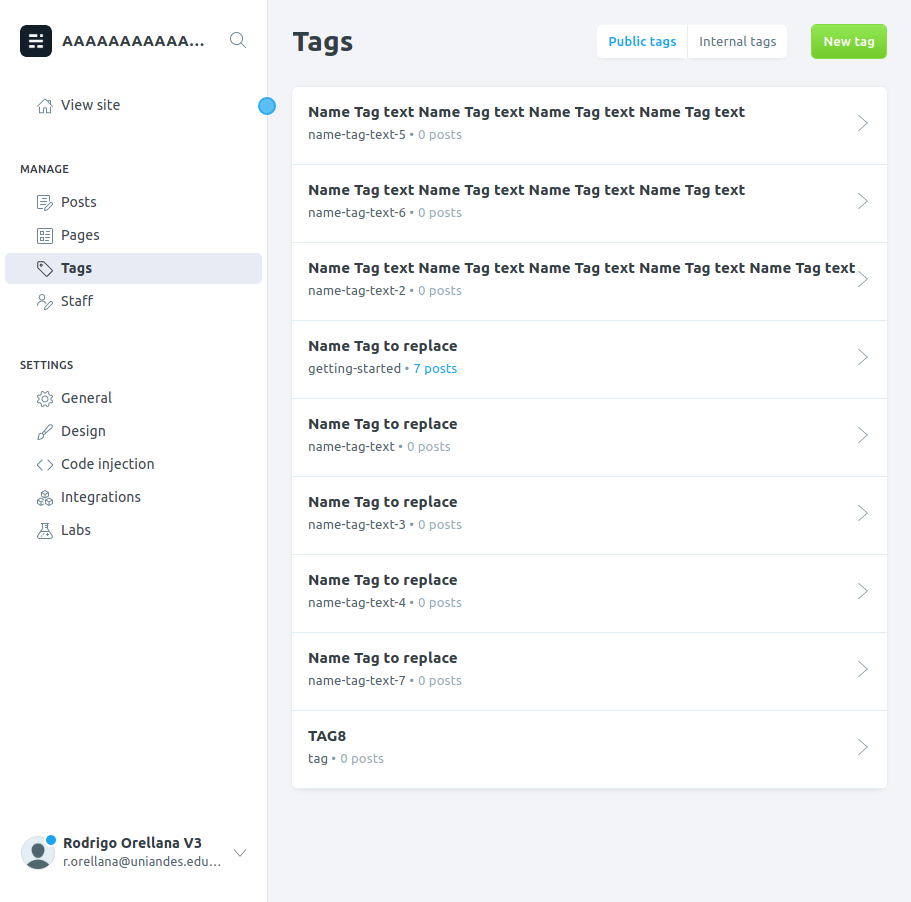 AAAAAAAAAAA...
View site
MANAGE
Posts
Pages
Tags
Staff
SETTINGS
General
Design
Code injection
Integrations
Labs
Rodrigo Orellana V3
r.orellana@uniandes.edu...
Tags
Public tags
Internal tags
New tag
Name Tag text Name Tag text Name Tag text Name Tag text
name-tag-text-5 • 0 posts
Name Tag text Name Tag text Name Tag text Name Tag text
name-tag-text-6 • 0 posts
Name Tag text Name Tag text Name Tag text Name Tag text Name Tag text
name-tag-text-2 • 0 posts
Name Tag to replace
getting-started • 7 posts
Name Tag to replace
name-tag-text • 0 posts
Name Tag to replace
name-tag-text-3 • 0 posts
Name Tag to replace
name-tag-text-4 • 0 posts
Name Tag to replace
name-tag-text-7 • 0 posts
TAG8
tag • 0 posts